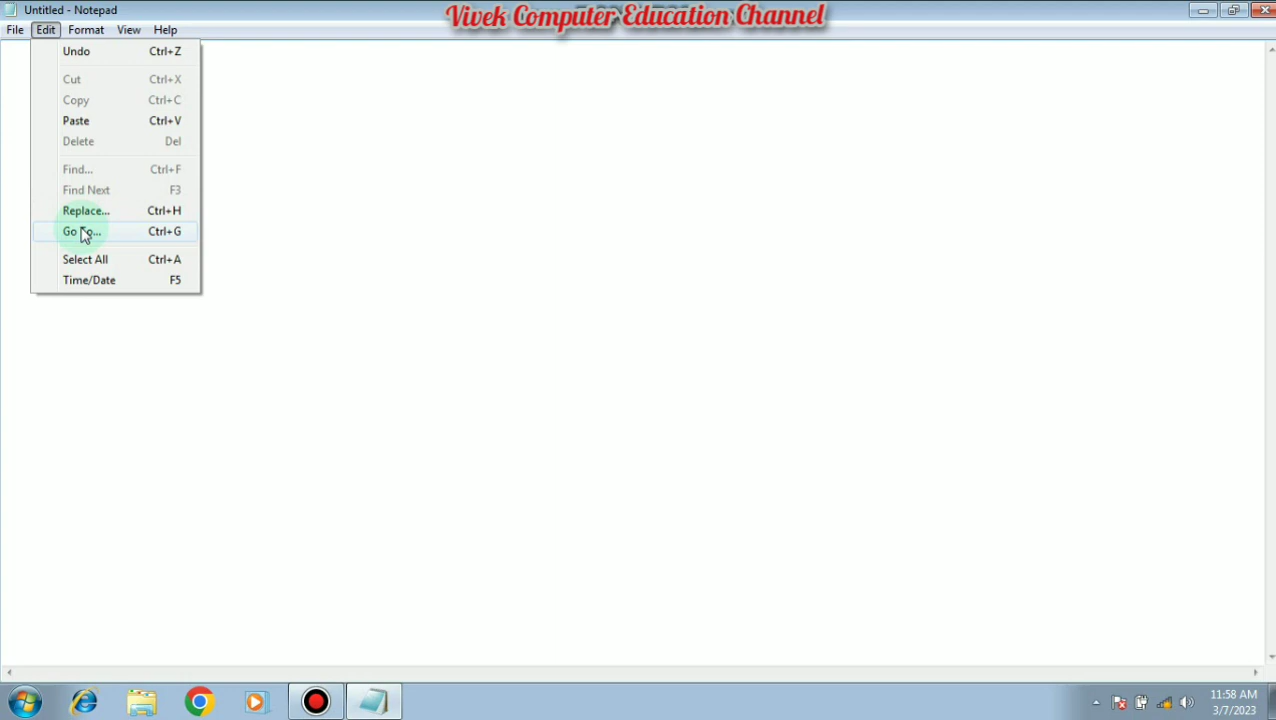 Untitled - Notepad
Vivek Computer Education Channel
File Edit Format View Help
Undo Ctrl+Z
Cut Ctrl+X
Copy Ctrl+C
Paste Ctrl+V
Delete Del
Find... Ctrl+F
Find Next F3
Replace... Ctrl+H
Go To... Ctrl+G
Select All Ctrl+A
Time/Date F5
11:58 AM
3/7/2023